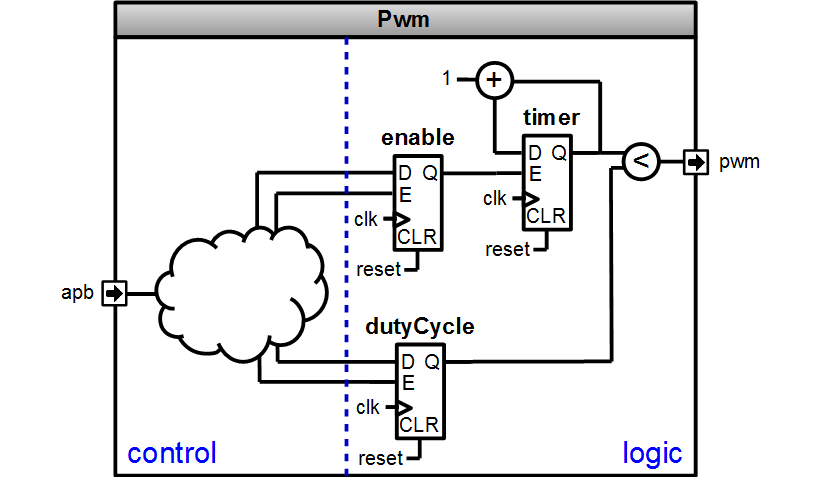 Pwm
1
+
timer
D Q
E
clk
CLR
reset
enable
D Q
E
clk
CLR
reset
<
pwm
apb
dutyCycle
D Q
E
clk
CLR
reset
control
logic